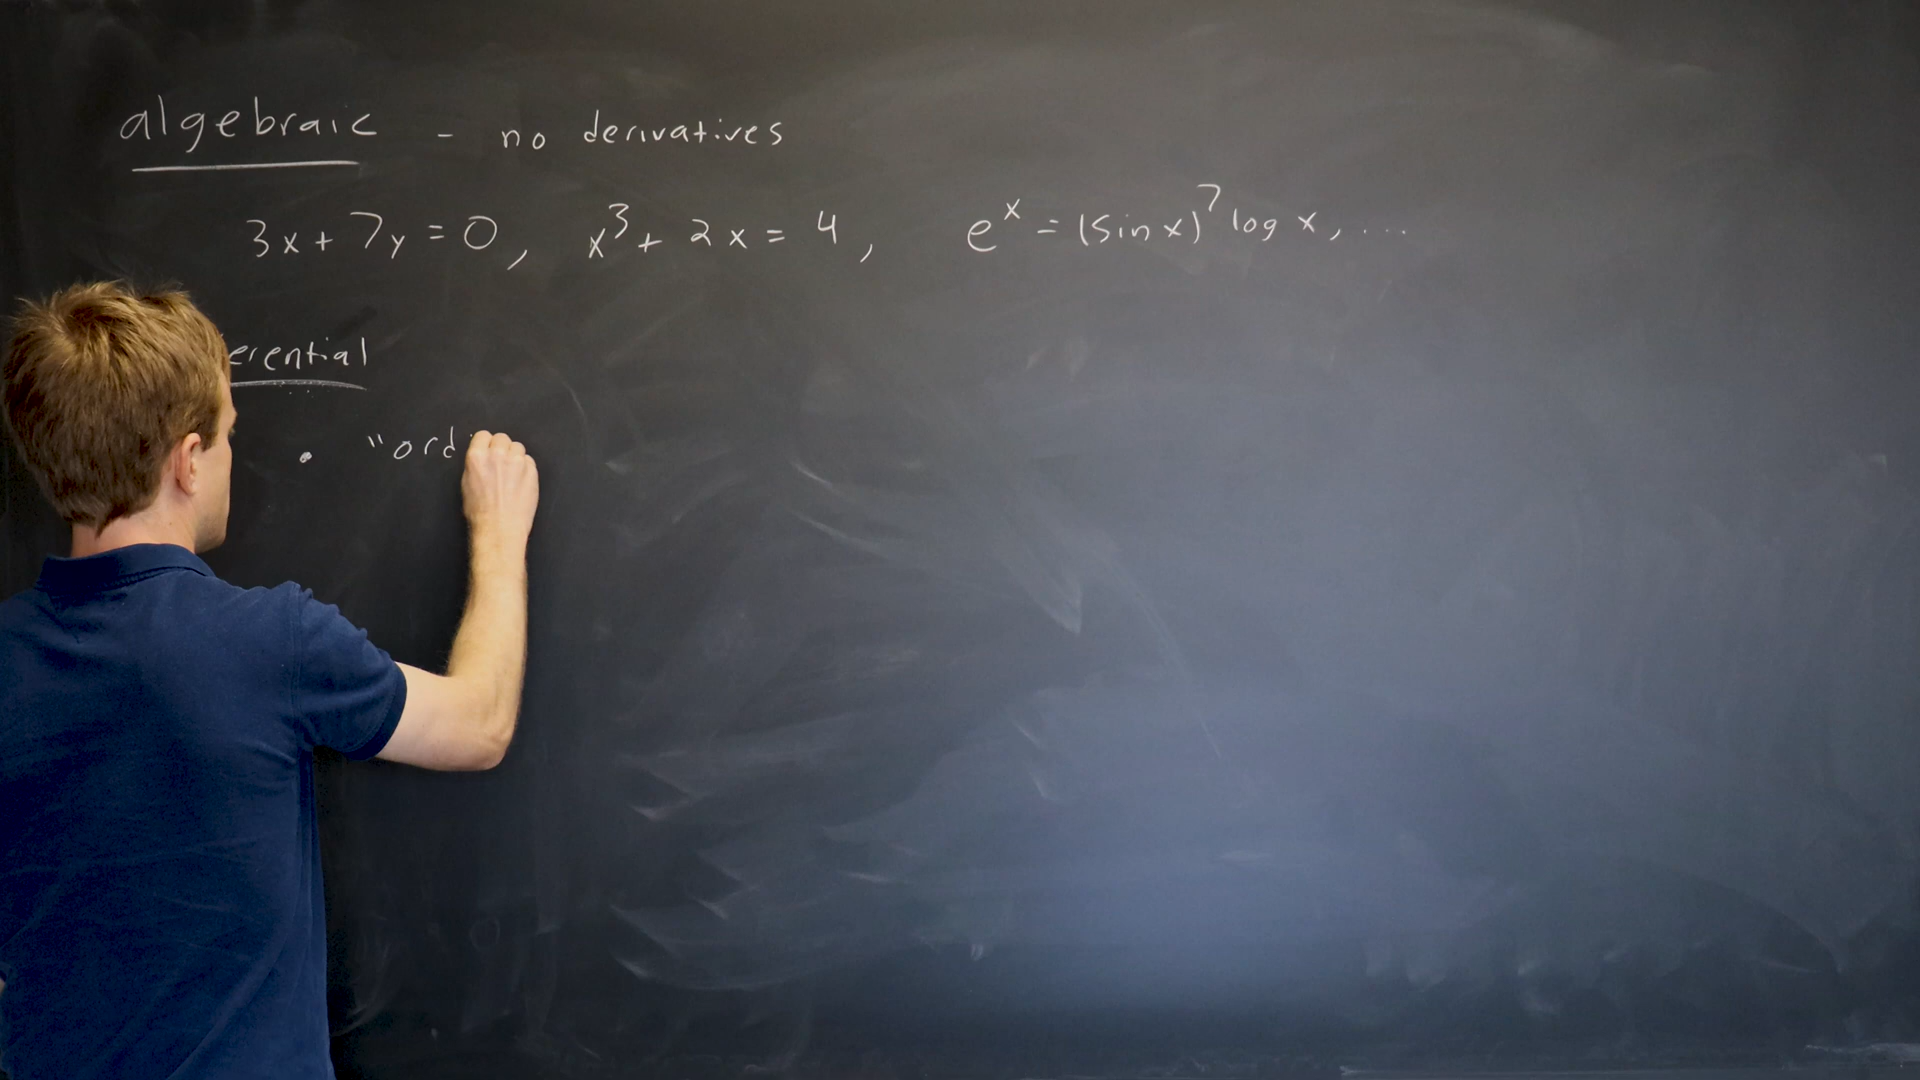 algebraic - no derivatives
3x + 7y = 0, x³ + 2x = 4, eˣ = (sin x)⁷ log x, ...
erential
• "ord